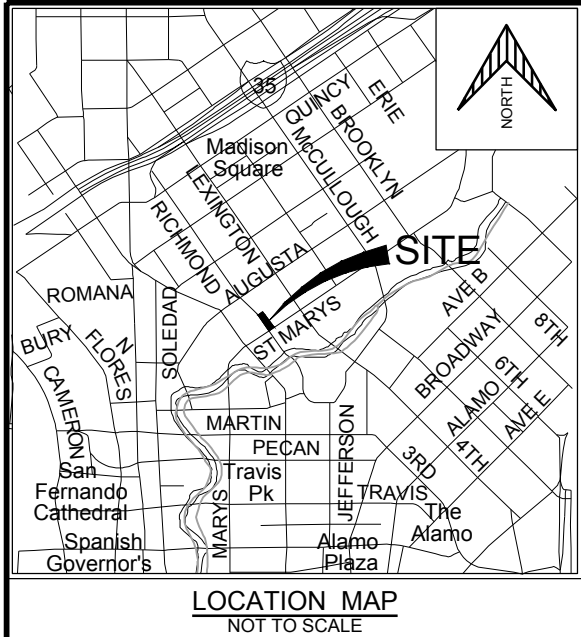 NORTH
35
QUINCY
ERIE
BROOKLYN
McCULLOUGH
Madison
Square
LEXINGTON
RICHMOND
AUGUSTA
SITE
ROMANA
SOLEDAD
ST MARYS
AVE B
BURY
N
FLORES
CAMERON
BROADWAY
8TH
6TH
ALAMO
AVE E
4TH
3RD
MARTIN
PECAN
JEFFERSON
San
Fernando
Cathedral
Travis
Pk
TRAVIS
MARYS
The
Alamo
Spanish
Governor's
Alamo
Plaza
LOCATION MAP
NOT TO SCALE